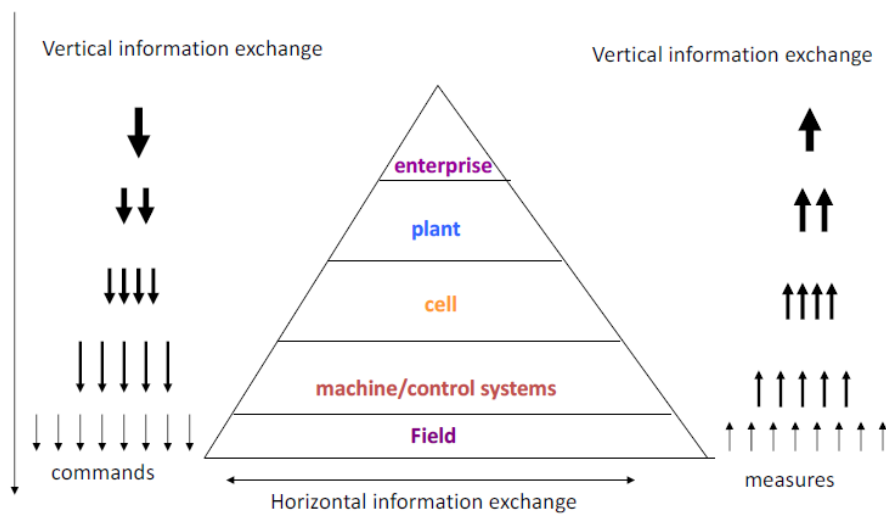 Vertical information exchange
Vertical information exchange
enterprise
plant
cell
machine/control systems
Field
commands
measures
Horizontal information exchange